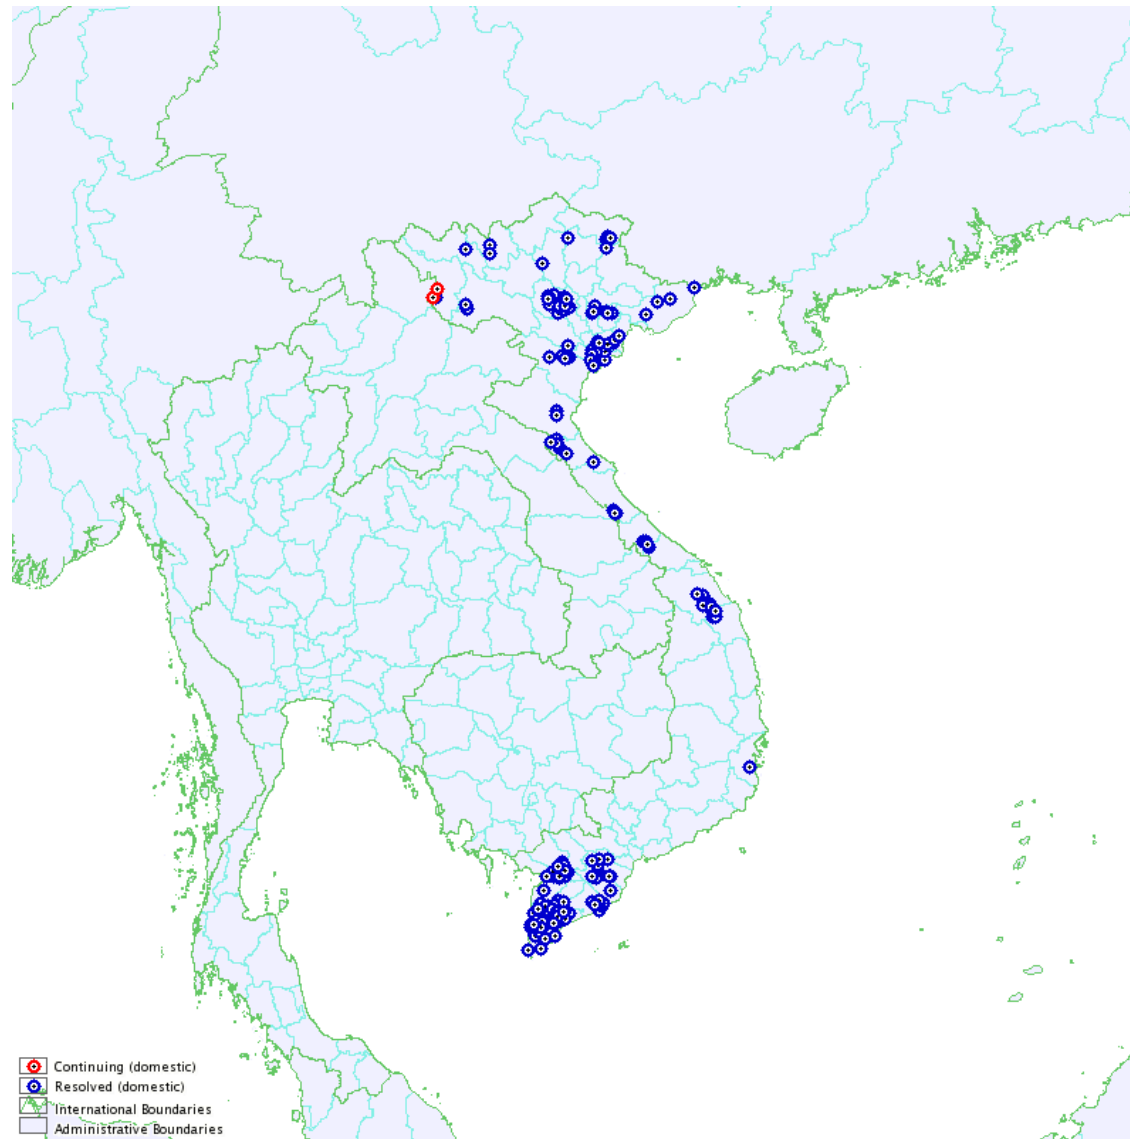 Continuing (domestic)
Resolved (domestic)
International Boundaries
Administrative Boundaries